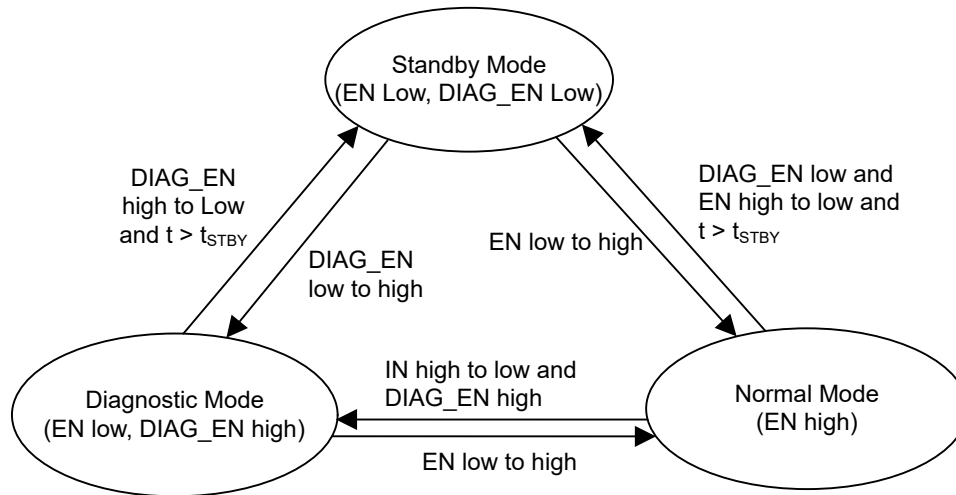 Standby Mode
(EN Low, DIAG_EN Low)
DIAG_EN
high to Low
and t > tSTBY
DIAG_EN low and
EN high to low and
t > tSTBY
EN low to high
DIAG_EN
low to high
IN high to low and
DIAG_EN high
Diagnostic Mode
(EN low, DIAG_EN high)
Normal Mode
(EN high)
EN low to high